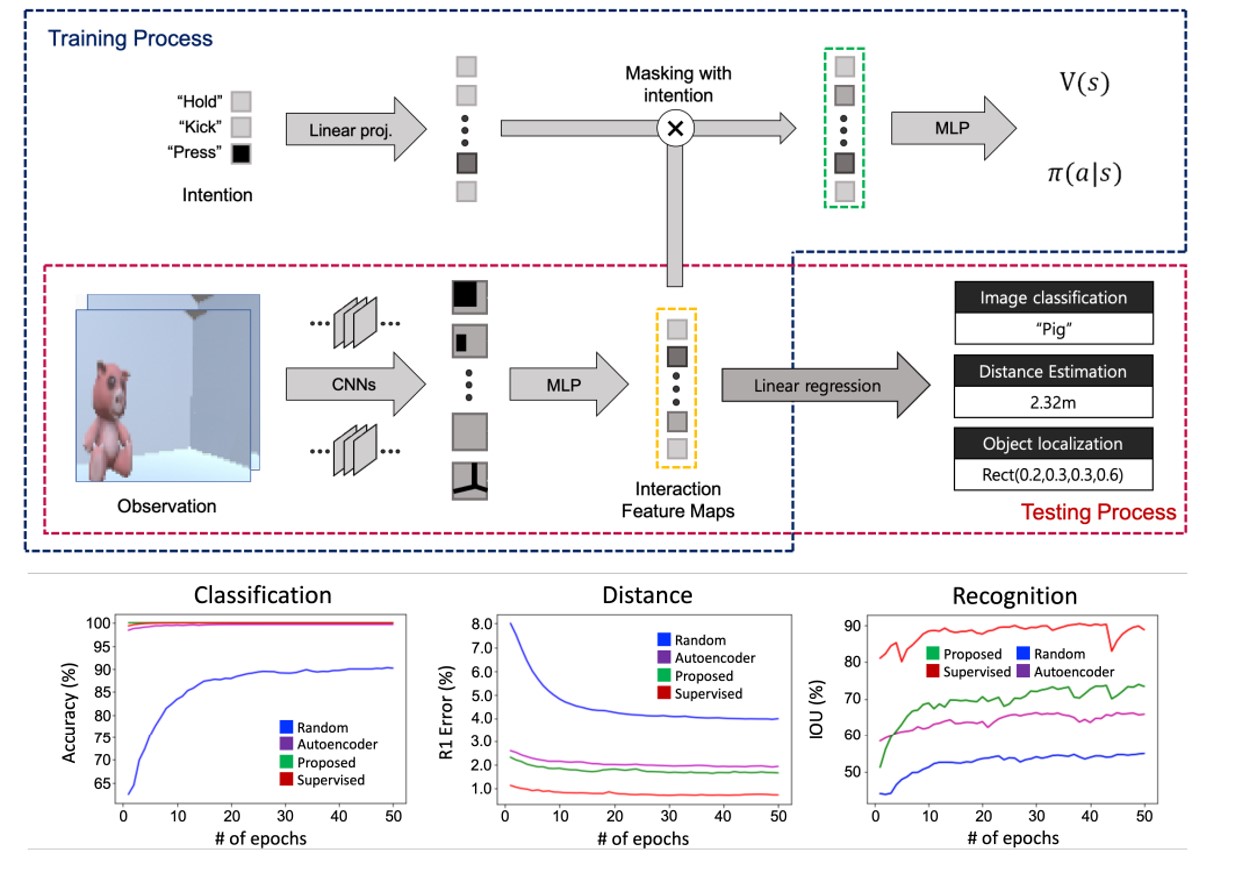 Training Process
Masking with
intention
V(s)
“Hold”
“Kick”
“Press”
Linear proj.
MLP
π(a|s)
Intention
Image classification
“Pig”
CNNs
MLP
Linear regression
Distance Estimation
2.32m
Object localization
Rect(0.2,0.3,0.3,0.6)
Observation
Interaction
Feature Maps
Testing Process
Classification
Accuracy (%)
100
95
90
85
80
75
70
65
Random
Autoencoder
Proposed
Supervised
0 10 20 30 40 50
# of epochs
Distance
R1 Error (%)
8.0
7.0
6.0
5.0
4.0
3.0
2.0
1.0
Random
Autoencoder
Proposed
Supervised
0 10 20 30 40 50
# of epochs
Recognition
IOU (%)
90
80
70
60
50
Proposed Random
Supervised Autoencoder
0 10 20 30 40 50
# of epochs